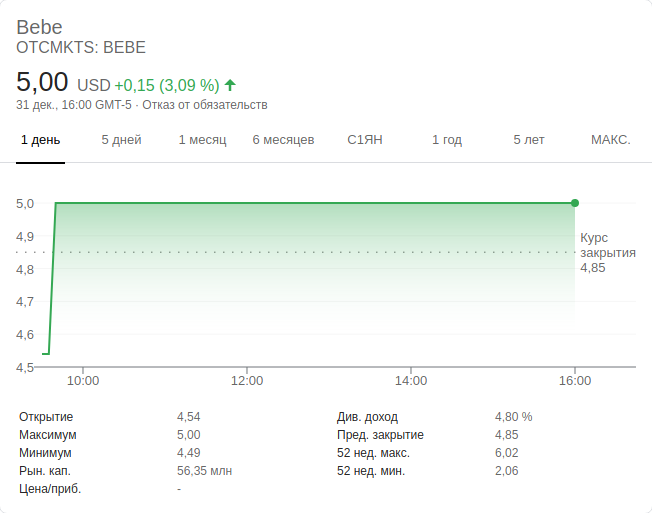 Bebe
OTCMKTS: BEBE
5,00 USD +0,15 (3,09 %)
31 дек., 16:00 GMT-5 · Отказ от обязательств
1 день 5 дней 1 месяц 6 месяцев С1ЯН 1 год 5 лет МАКС.
5,0
4,9
4,8
4,7
4,6
4,5
Курс
закрытия
4,85
10:00 12:00 14:00 16:00
Открытие 4,54 Див. доход 4,80 %
Максимум 5,00 Пред. закрытие 4,85
Минимум 4,49 52 нед. макс. 6,02
Рын. кап. 56,35 млн 52 нед. мин. 2,06
Цена/приб. -